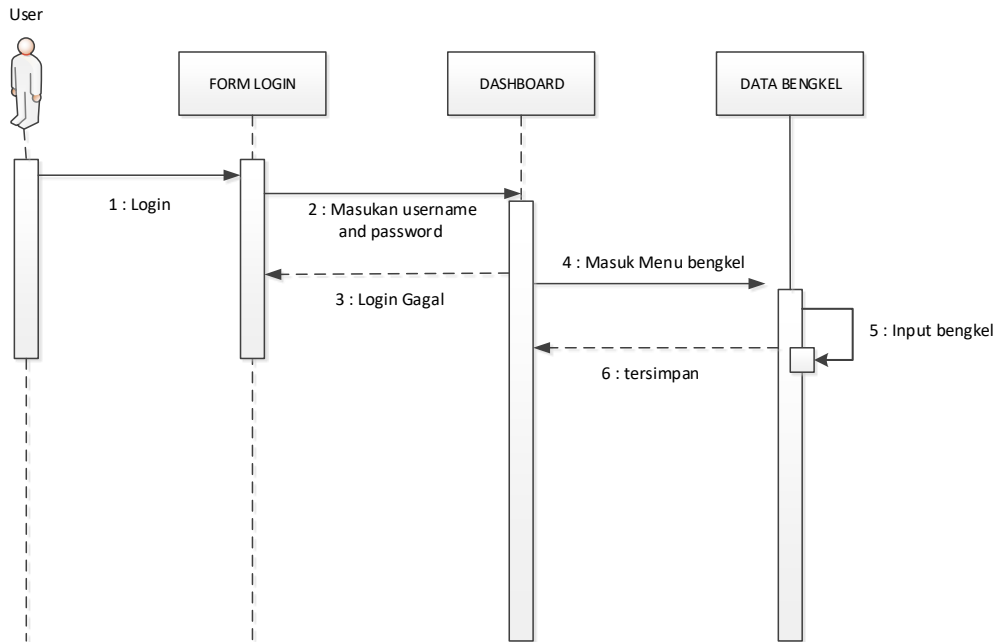 User
FORM LOGIN
DASHBOARD
DATA BENGKEL
1 : Login
2 : Masukan username
and password
3 : Login Gagal
4 : Masuk Menu bengkel
5 : Input bengkel
6 : tersimpan